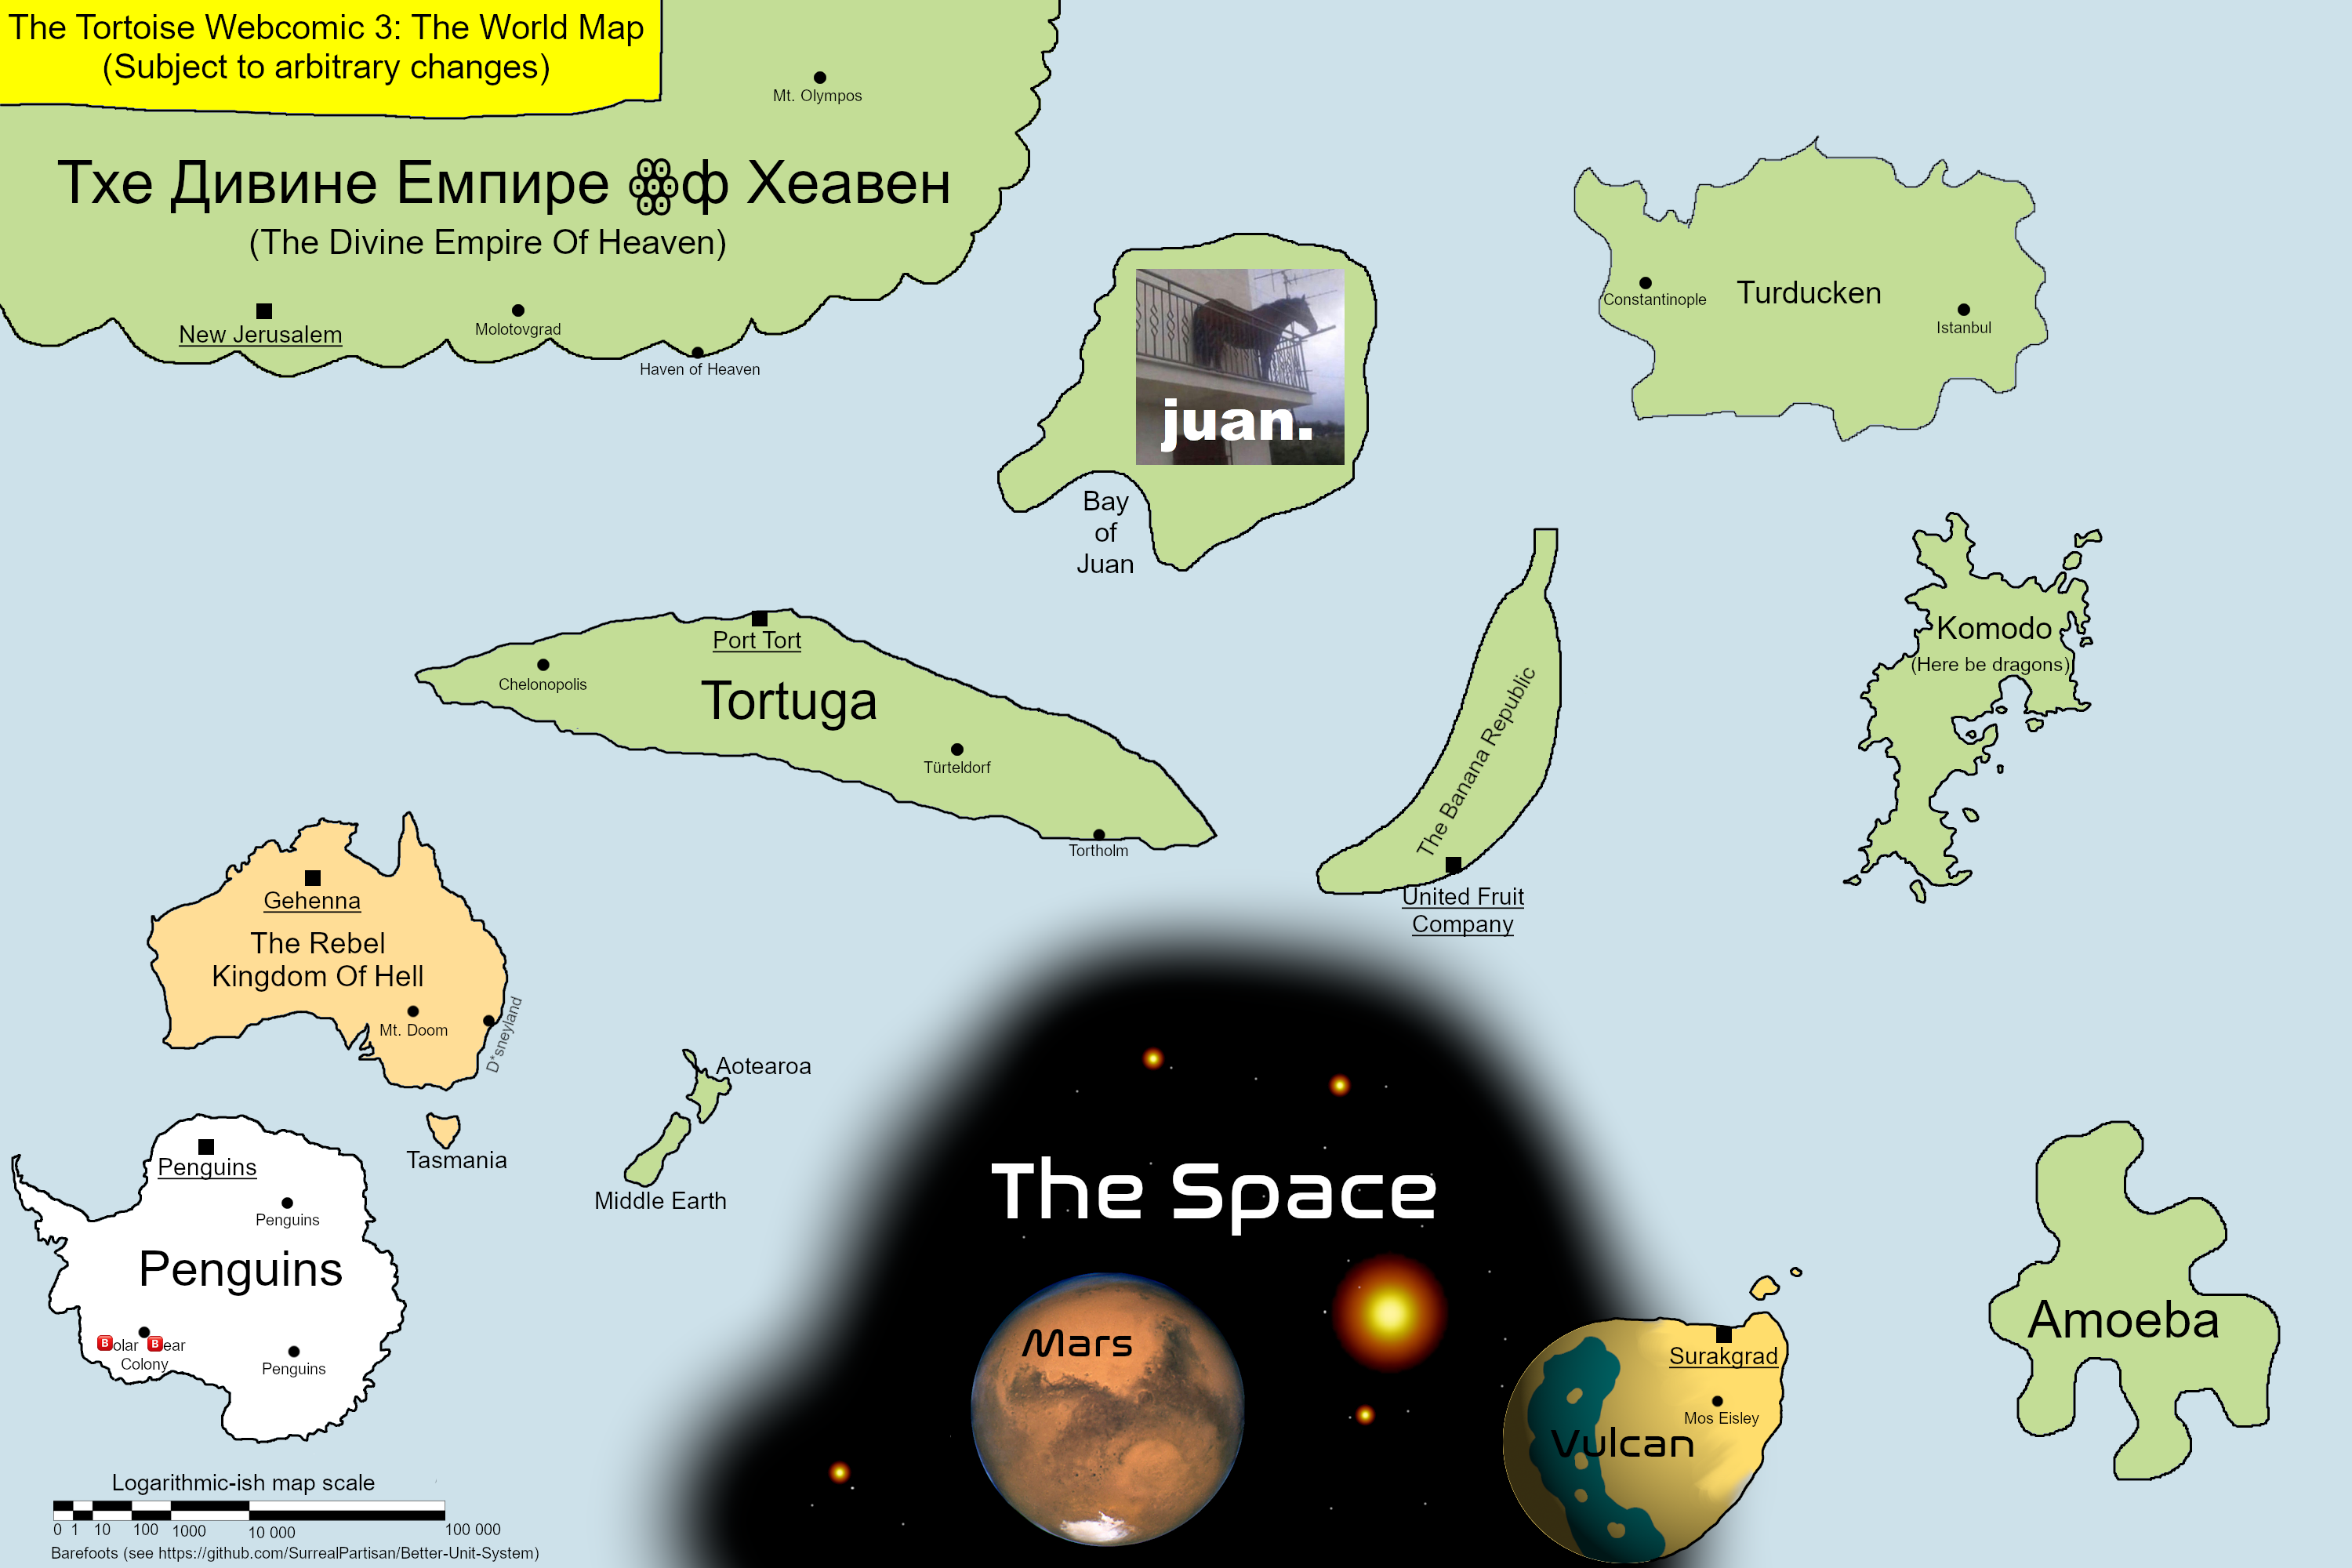 The Tortoise Webcomic 3: The World Map
(Subject to arbitrary changes)
Mt. Olympos
Тхе Дивине Емпире ꙮф Хеавен
(The Divine Empire Of Heaven)
New Jerusalem
Molotovgrad
Haven of Heaven
juan.
Bay
of
Juan
Constantinople
Turducken
Istanbul
Port Tort
Chelonopolis
Tortuga
Türteldorf
Tortholm
The Banana Republic
United Fruit
Company
Komodo
(Here be dragons)
Gehenna
The Rebel
Kingdom Of Hell
Mt. Doom
D*sneyland
Tasmania
Aotearoa
Middle Earth
Penguins
Penguins
Penguins
🅱olar 🅱ear
Colony
Penguins
The Space
Mars
Surakgrad
Mos Eisley
Vulcan
Amoeba
Logarithmic-ish map scale
0 1 10 100 1000 10 000 100 000
Barefoots (see https://github.com/SurrealPartisan/Better-Unit-System)